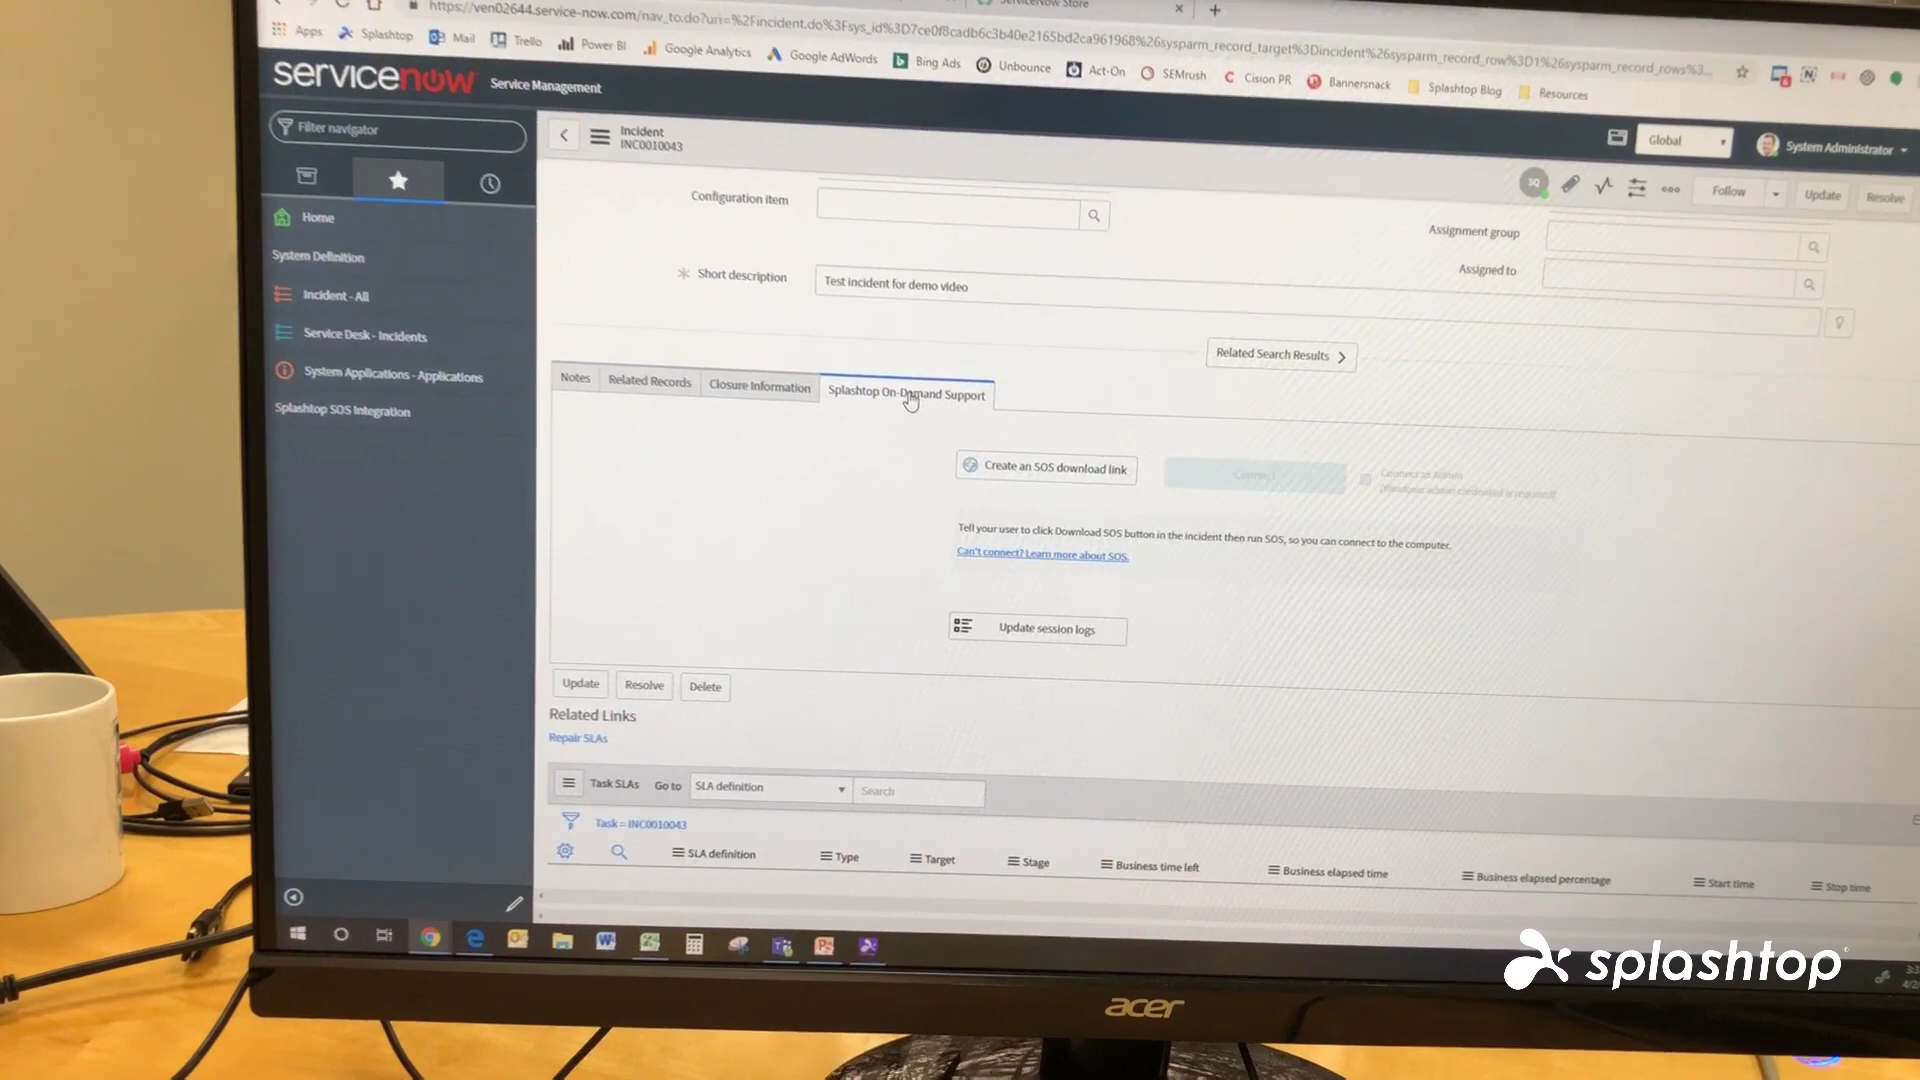 ServiceNow Store
https://ven02644.service-now.com/nav_to.do?uri=%2Fincident.do%3Fsys_id%3D7ce0f8cadb6c3b40e2165bd2ca961968%26sysparm_record_target%3Dincident%26sysparm_record_row%3D1%26sysparm_record_rows%3...
Apps Splashtop Mail Trello Power BI Google Analytics Google AdWords Bing Ads Unbounce Act-On SEMrush Cision PR Bannersnack Splashtop Blog Resources
servicenow Service Management
Filter navigator
Incident
INC0010043
Global
System Administrator
SQ
Follow
Update
Resolve
Home
System Definition
Incident - All
Service Desk - Incidents
System Applications - Applications
Splashtop SOS Integration
Configuration item
Assignment group
Assigned to
Short description
Test incident for demo video
Related Search Results
Notes
Related Records
Closure Information
Splashtop On-Demand Support
Create an SOS download link
Connect
Connect as Admin
(Windows admin credential is required)
Tell your user to click Download SOS button in the incident then run SOS, so you can connect to the computer.
Can't connect? Learn more about SOS.
Update session logs
Update
Resolve
Delete
Related Links
Repair SLAs
Task SLAs
Go to
SLA definition
Search
Task = INC0010043
SLA definition
Type
Target
Stage
Business time left
Business elapsed time
Business elapsed percentage
Start time
Stop time
splashtop
acer